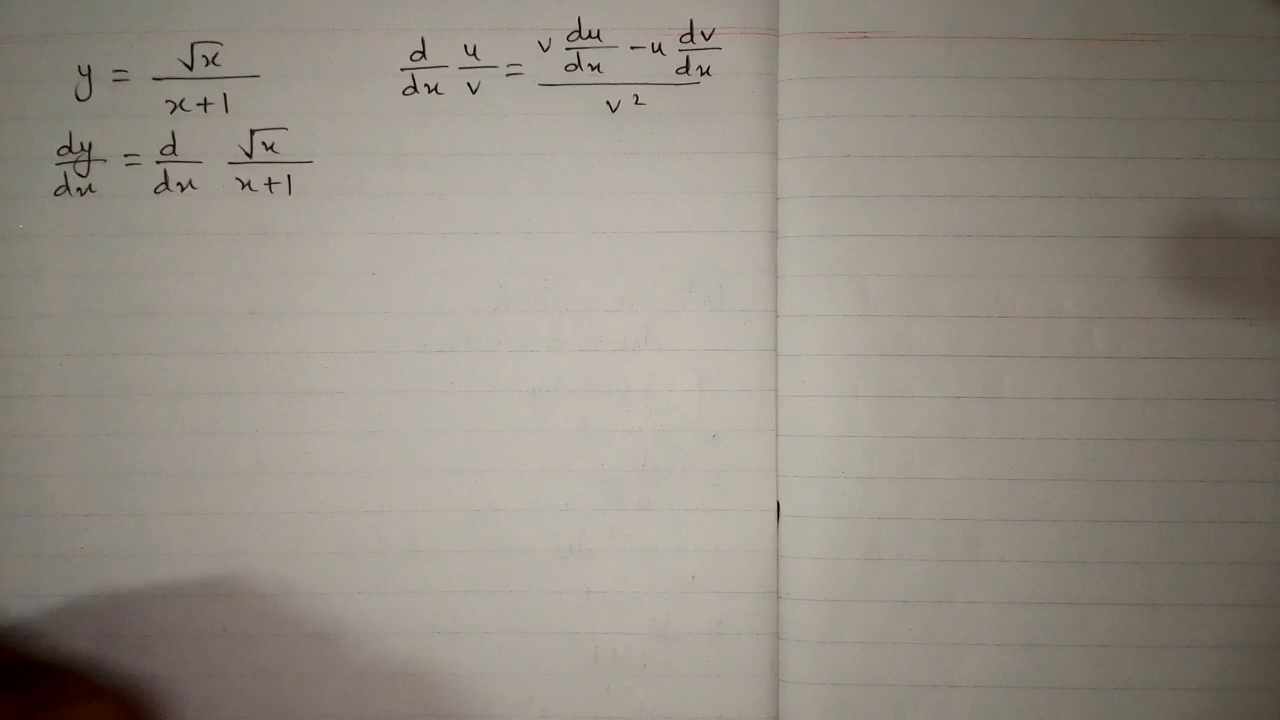 y = √x / (x+1)
dy/dx = d/dx √x / (x+1)
d/dx u/v = (v du/dx - u dv/dx) / v²